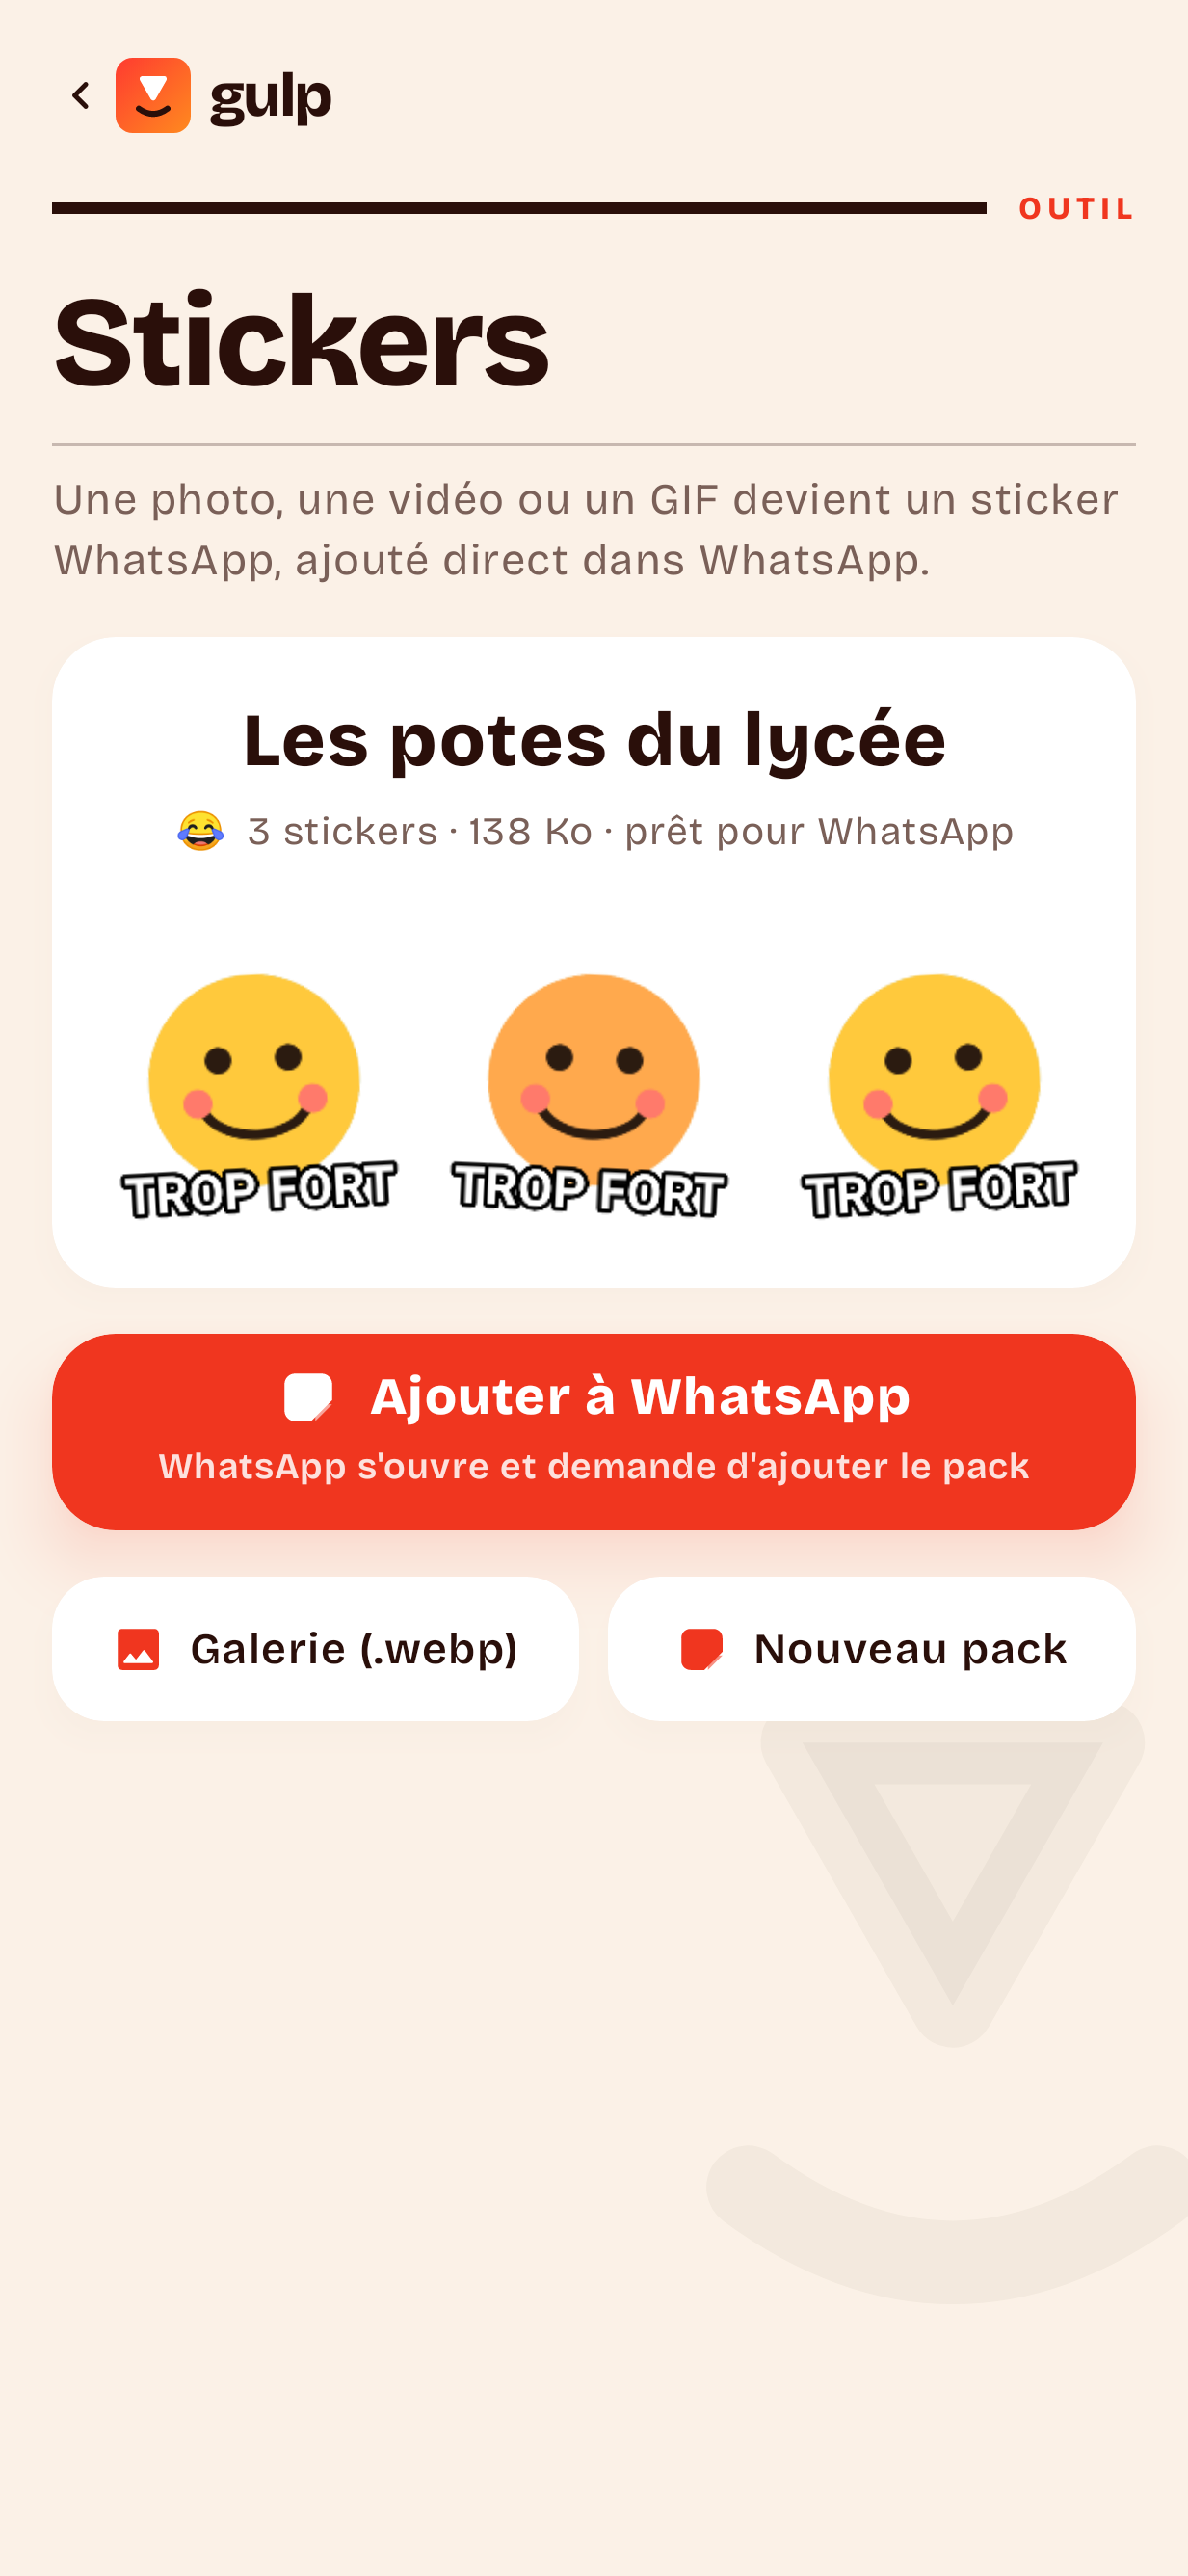 gulp
OUTIL
Stickers
Une photo, une vidéo ou un GIF devient un sticker
WhatsApp, ajouté direct dans WhatsApp.
Les potes du lycée
😂 3 stickers · 138 Ko · prêt pour WhatsApp
TROP FORT TROP FORT TROP FORT
Ajouter à WhatsApp
WhatsApp s'ouvre et demande d'ajouter le pack
Galerie (.webp) Nouveau pack